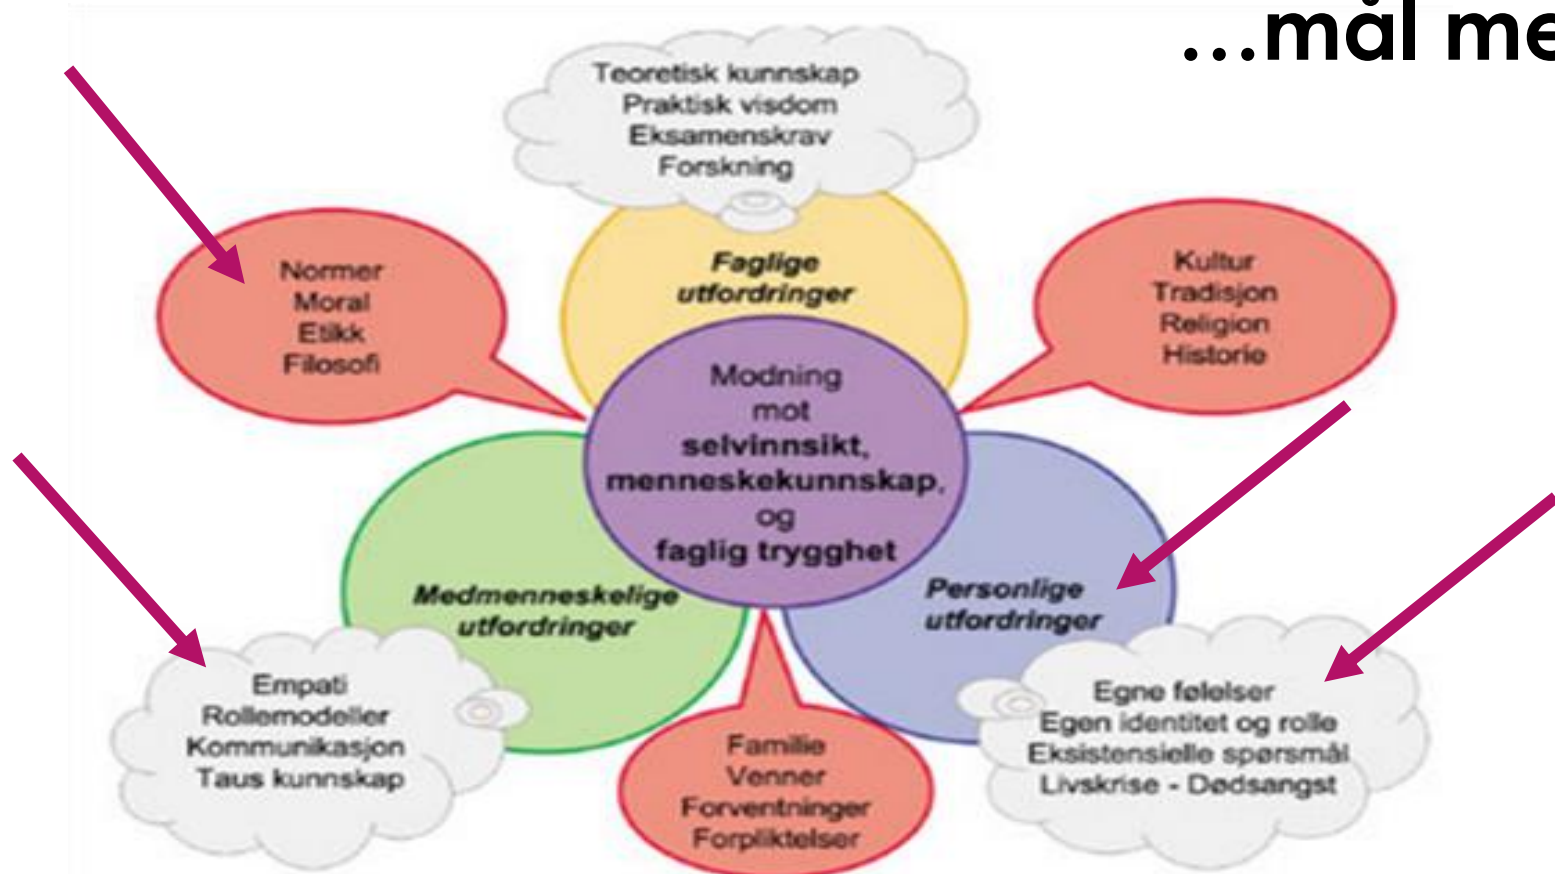 ...mål me
Teoretisk kunnskap
Praktisk visdom
Eksamenskrav
Forskning
Normer
Moral
Etikk
Filosofi
Faglige
utfordringer
Kultur
Tradisjon
Religion
Historie
Modning
mot
selvinnsikt,
menneskekunnskap,
og
faglig trygghet
Medmenneskelige
utfordringer
Personlige
utfordringer
Empati
Rollemodeller
Kommunikasjon
Taus kunnskap
Familie
Venner
Forventninger
Forpliktelser
Egne følelser
Egen identitet og rolle
Eksistensielle spørsmål
Livskrise - Dødsangst